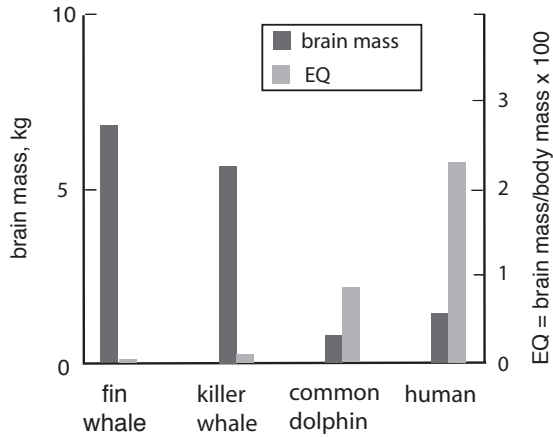 10
5
0
brain mass, kg
brain mass
EQ
3
2
1
0
EQ = brain mass/body mass x 100
fin
whale
killer
whale
common
dolphin
human